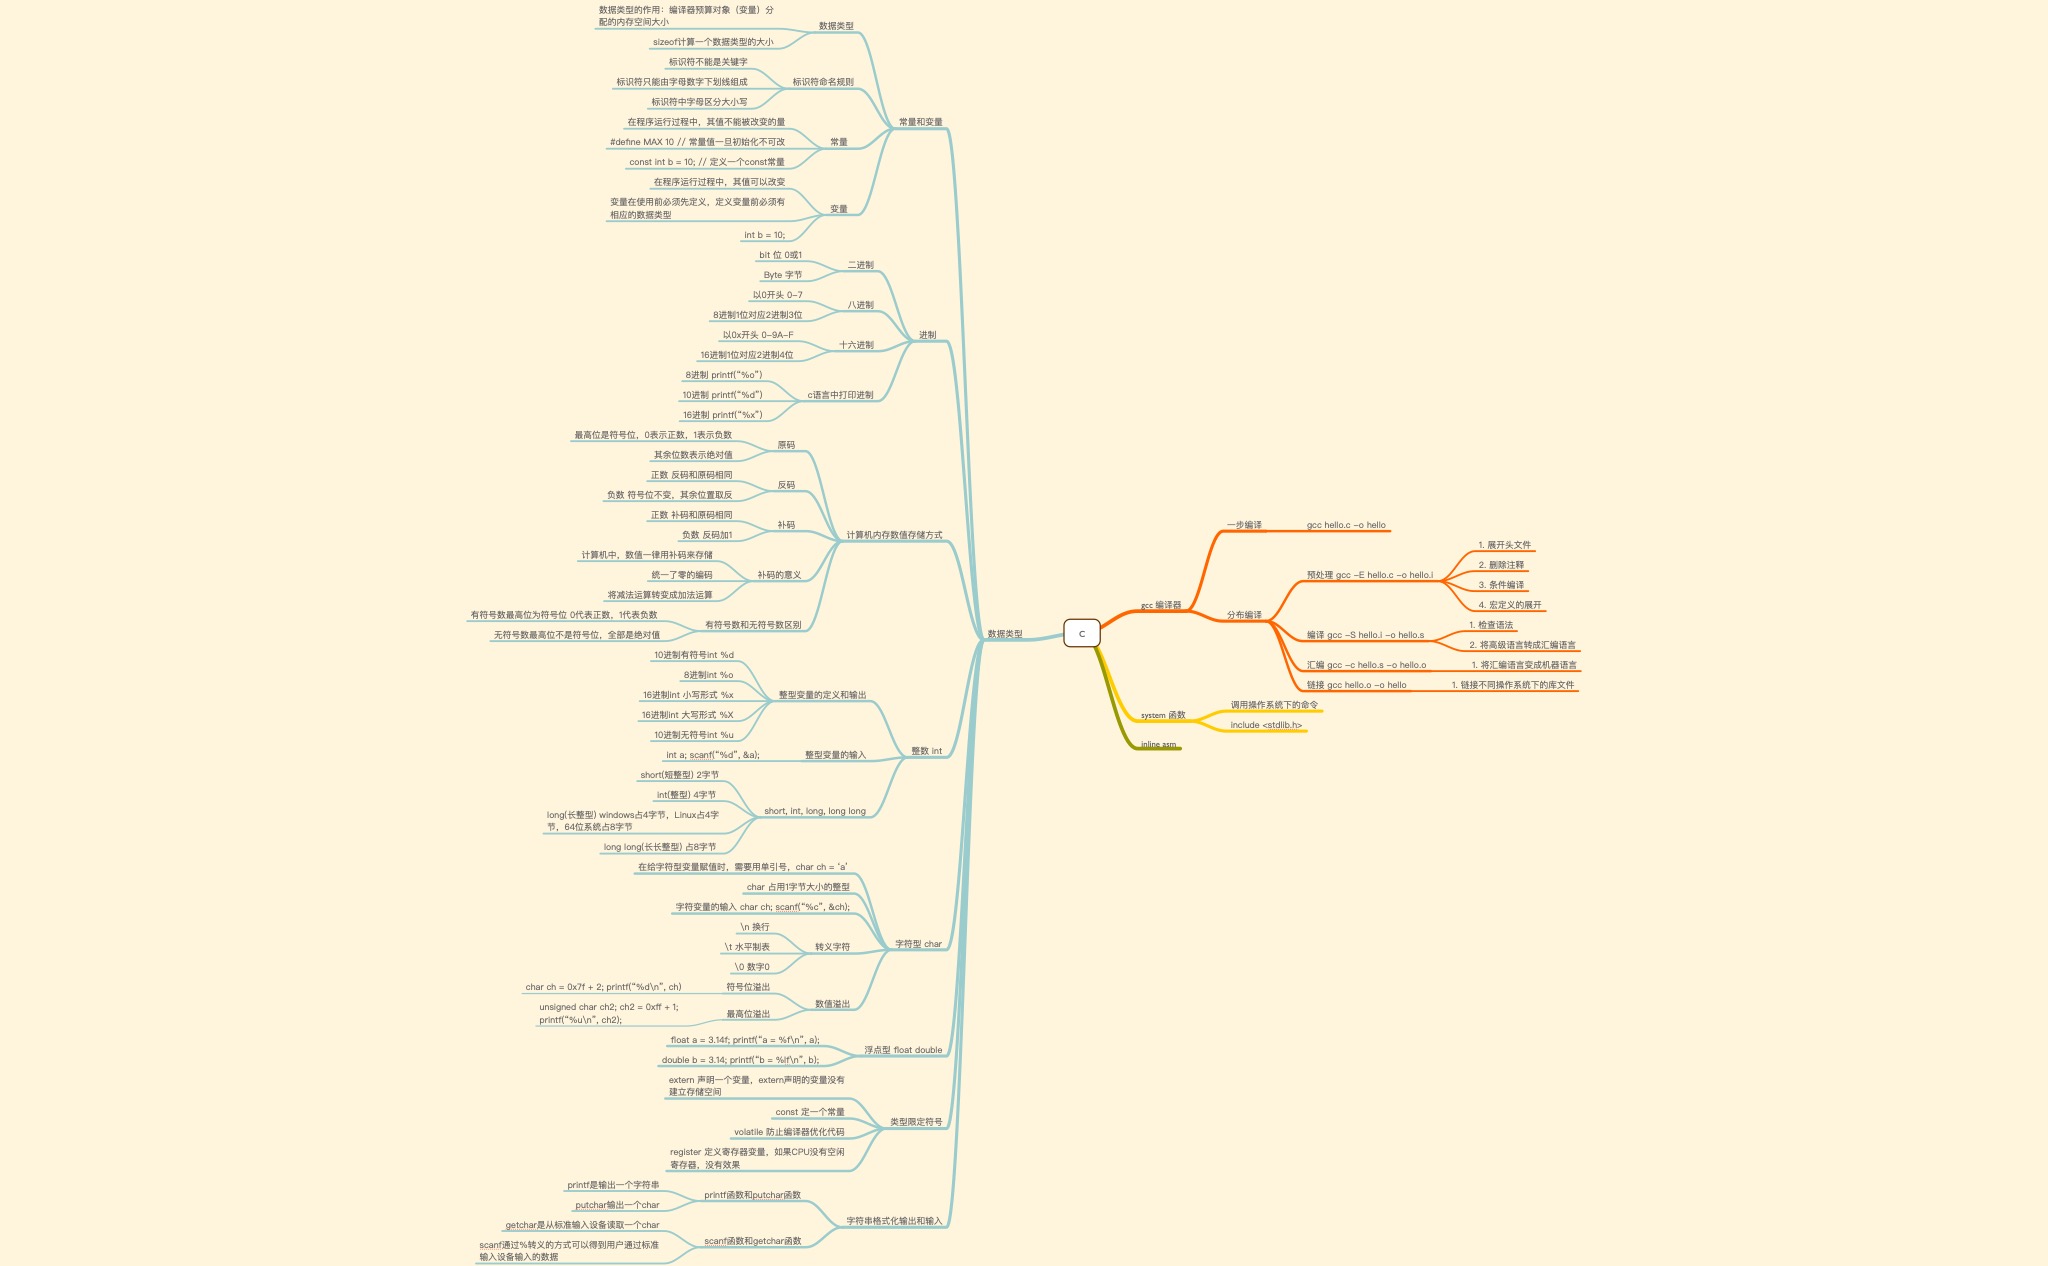 C
数据类型
常量和变量
数据类型
数据类型的作用：编译器预算对象（变量）分
配的内存空间大小
sizeof计算一个数据类型的大小
标识符命名规则
标识符不能是关键字
标识符只能由字母数字下划线组成
标识符中字母区分大小写
常量
在程序运行过程中，其值不能被改变的量
#define MAX 10 // 常量值一旦初始化不可改
const int b = 10; // 定义一个const常量
变量
在程序运行过程中，其值可以改变
变量在使用前必须先定义，定义变量前必须有
相应的数据类型
int b = 10;
进制
二进制
bit 位 0或1
Byte 字节
八进制
以0开头 0-7
8进制1位对应2进制3位
十六进制
以0x开头 0-9A-F
16进制1位对应2进制4位
c语言中打印进制
8进制 printf(“%o”)
10进制 printf(“%d”)
16进制 printf(“%x”)
计算机内存数值存储方式
原码
最高位是符号位，0表示正数，1表示负数
其余位数表示绝对值
反码
正数 反码和原码相同
负数 符号位不变，其余位置取反
补码
正数 补码和原码相同
负数 反码加1
补码的意义
计算机中，数值一律用补码来存储
统一了零的编码
将减法运算转变成加法运算
有符号数和无符号数区别
有符号数最高位为符号位 0代表正数，1代表负数
无符号数最高位不是符号位，全部是绝对值
整数 int
整型变量的定义和输出
10进制有符号int %d
8进制int %o
16进制int 小写形式 %x
16进制int 大写形式 %X
10进制无符号int %u
整型变量的输入
int a; scanf(“%d”, &a);
short, int, long, long long
short(短整型) 2字节
int(整型) 4字节
long(长整型) windows占4字节，Linux占4字
节，64位系统占8字节
long long(长长整型) 占8字节
字符型 char
在给字符型变量赋值时，需要用单引号，char ch = ‘a’
char 占用1字节大小的整型
字符变量的输入 char ch; scanf(“%c”, &ch);
转义字符
\n 换行
\t 水平制表
\0 数字0
数值溢出
符号位溢出
char ch = 0x7f + 2; printf(“%d\n”, ch)
最高位溢出
unsigned char ch2; ch2 = 0xff + 1;
printf(“%u\n”, ch2);
浮点型 float double
float a = 3.14f; printf(“a = %f\n”, a);
double b = 3.14; printf(“b = %lf\n”, b);
类型限定符号
extern 声明一个变量，extern声明的变量没有
建立存储空间
const 定一个常量
volatile 防止编译器优化代码
register 定义寄存器变量，如果CPU没有空闲
寄存器，没有效果
字符串格式化输出和输入
printf函数和putchar函数
printf是输出一个字符串
putchar输出一个char
scanf函数和getchar函数
getchar是从标准输入设备读取一个char
scanf通过%转义的方式可以得到用户通过标准
输入设备输入的数据
gcc 编译器
一步编译
gcc hello.c -o hello
分布编译
预处理 gcc -E hello.c -o hello.i
1. 展开头文件
2. 删除注释
3. 条件编译
4. 宏定义的展开
编译 gcc -S hello.i -o hello.s
1. 检查语法
2. 将高级语言转成汇编语言
汇编 gcc -c hello.s -o hello.o
1. 将汇编语言变成机器语言
链接 gcc hello.o -o hello
1. 链接不同操作系统下的库文件
system 函数
调用操作系统下的命令
include <stdlib.h>
inline asm